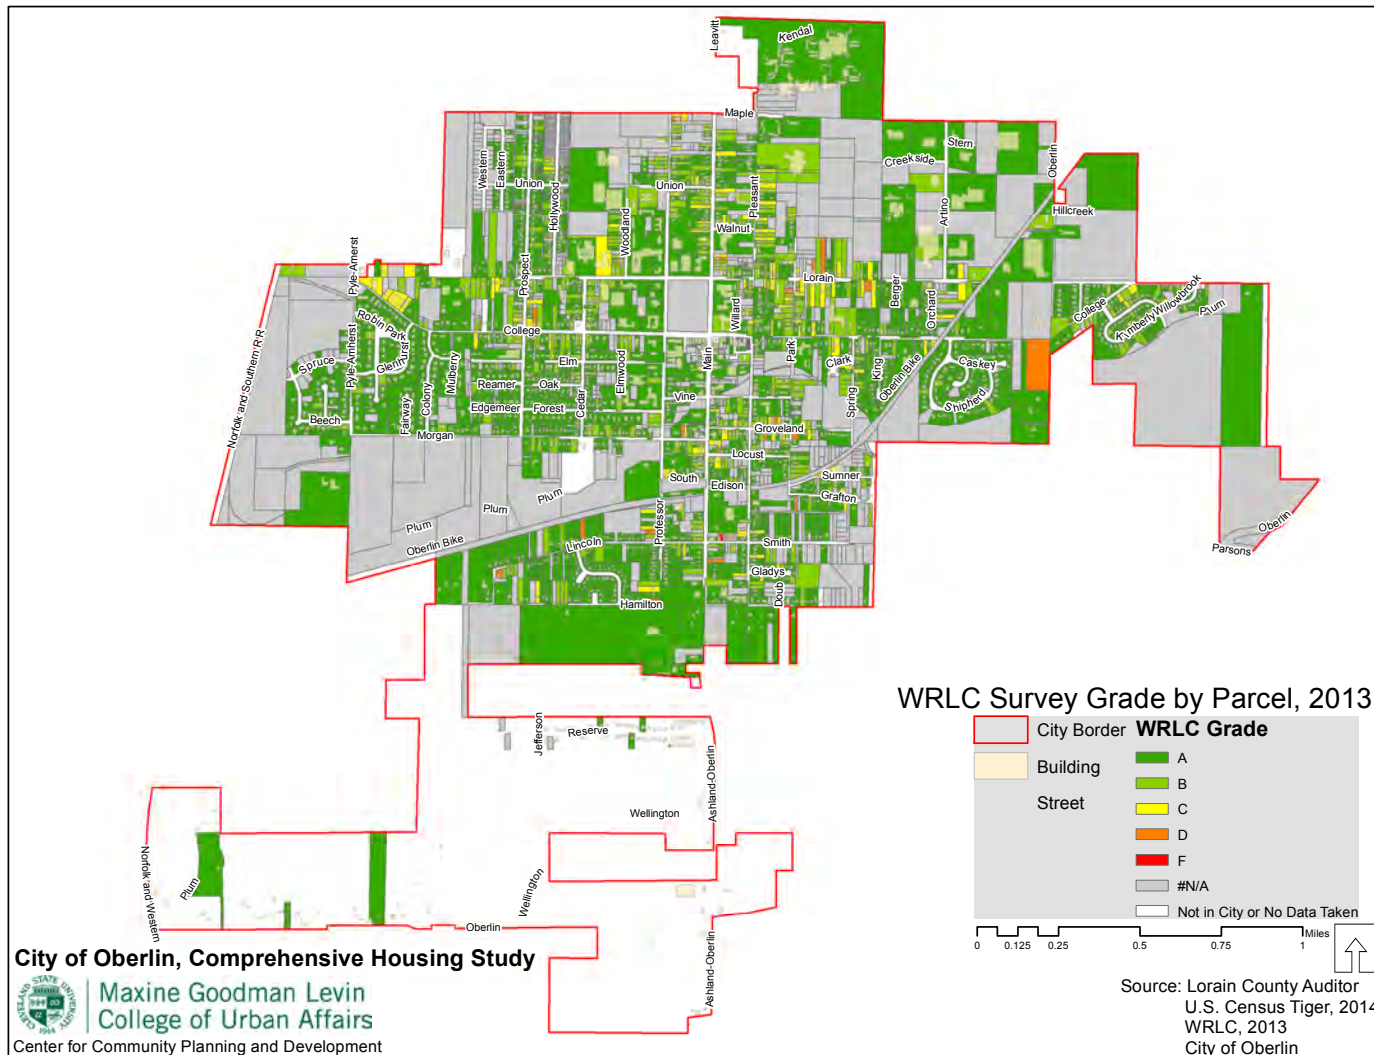 Leavitt
Kendal
Maple
Western
Eastern
Union
Hollywood
Union
Woodland
Pleasant
Walnut
Stern
Creekside
Artino
Oberlin
Hillcreek
Pyle-Amerst
Prospect
Lorain
Berger
Orchard
Willard
College
Kimberly
Willowbrook
Plum
Norfolk and Southern R R
Robin Park
College
Spruce
Pyle-Amherst
Glenhurst
Mulberry
Elm
Elmwood
Main
Park
Clark
King
Oberlin Bike
Caskey
Shipherd
Reamer
Oak
Cedar
Vine
Spring
Beech
Fairway
Colony
Edgemeer
Forest
Morgan
Groveland
Locust
South
Edison
Sumner
Grafton
Plum
Plum
Plum
Oberlin Bike
Professor
Lincoln
Smith
Gladys
Doub
Hamilton
Oberlin
Parsons
Jefferson
Reserve
Ashland-Oberlin
Wellington
Norfolk and Western
Plum
Wellington
Oberlin
Ashland-Oberlin
WRLC Survey Grade by Parcel, 2013
City Border
Building
Street
WRLC Grade
A
B
C
D
F
#N/A
Not in City or No Data Taken
0 0.125 0.25 0.5 0.75 1 Miles
Source: Lorain County Auditor
U.S. Census Tiger, 2014
WRLC, 2013
City of Oberlin
City of Oberlin, Comprehensive Housing Study
CLEVELAND STATE UNIVERSITY
1964
Maxine Goodman Levin
College of Urban Affairs
Center for Community Planning and Development